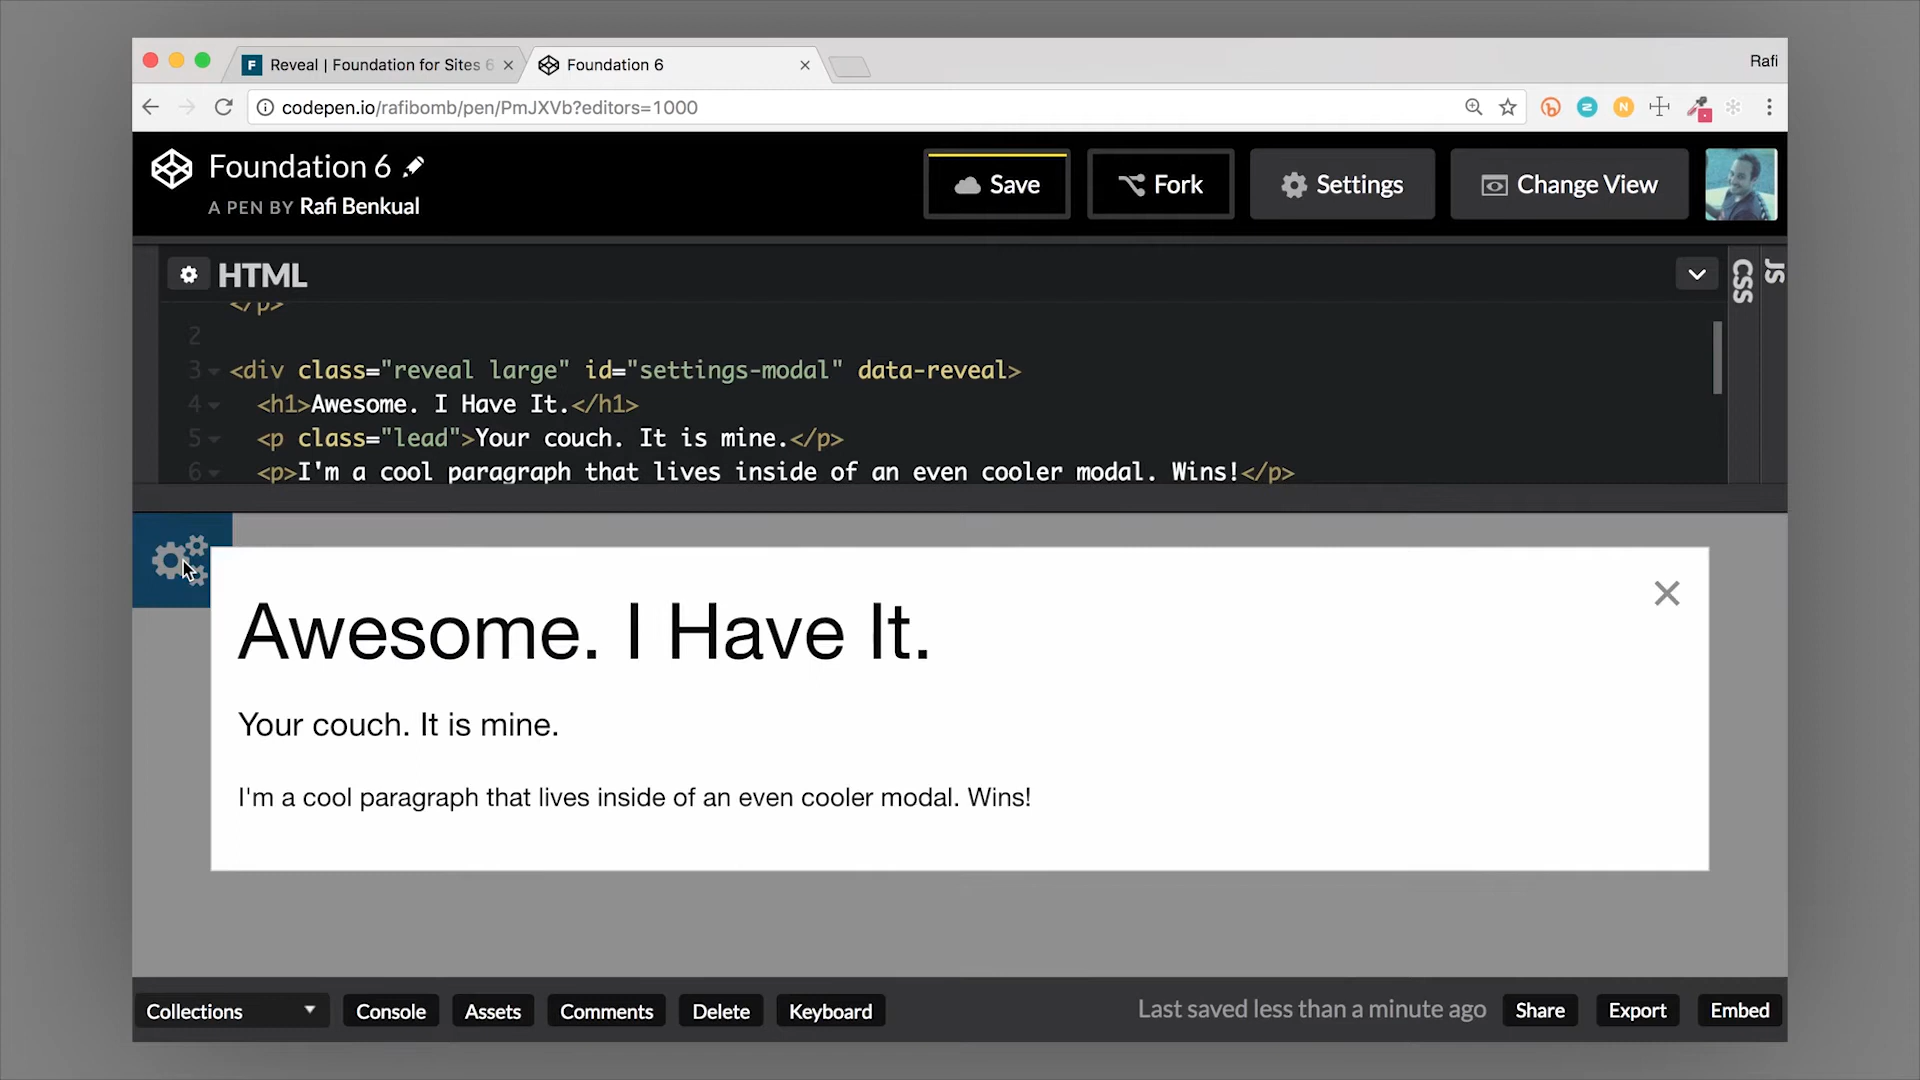 F Reveal | Foundation for Sites 6
Foundation 6
Rafi
codepen.io/rafibomb/pen/PmJXVb?editors=1000
Foundation 6
A PEN BY Rafi Benkual
Save
Fork
Settings
Change View
HTML
CSS
JS
</p>
2
3 <div class="reveal large" id="settings-modal" data-reveal>
4 <h1>Awesome. I Have It.</h1>
5 <p class="lead">Your couch. It is mine.</p>
6 <p>I'm a cool paragraph that lives inside of an even cooler modal. Wins!</p>
Awesome. I Have It.
Your couch. It is mine.
I'm a cool paragraph that lives inside of an even cooler modal. Wins!
Collections
Console
Assets
Comments
Delete
Keyboard
Last saved less than a minute ago
Share
Export
Embed